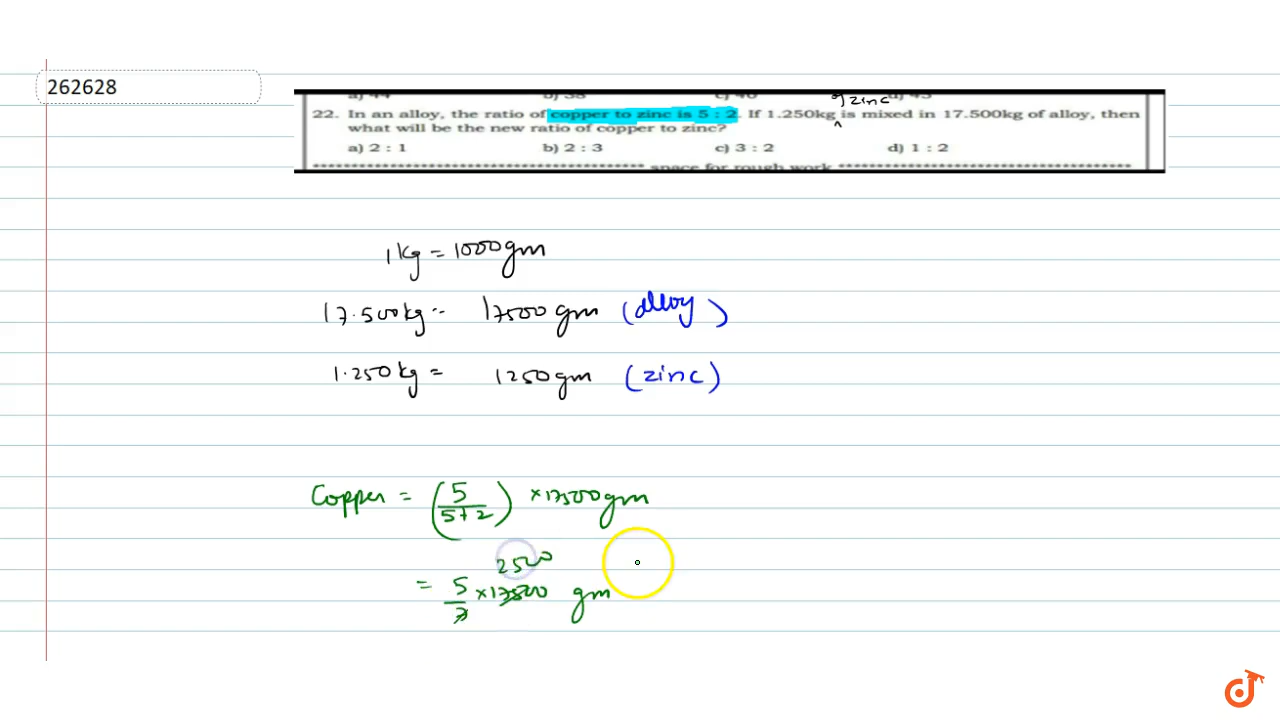 262628
g zinc
22. In an alloy, the ratio of copper to zinc is 5 : 2. If 1.250kg is mixed in 17.500kg of alloy, then
what will be the new ratio of copper to zinc?
a) 2 : 1 b) 2 : 3 c) 3 : 2 d) 1 : 2
space for rough work
1kg = 1000gm
17.500kg = 17500 gm (alloy)
1.250kg = 1250gm (zinc)
Copper = (5/5+2) ×17500gm
2500
= 5/7 ×17500 gm